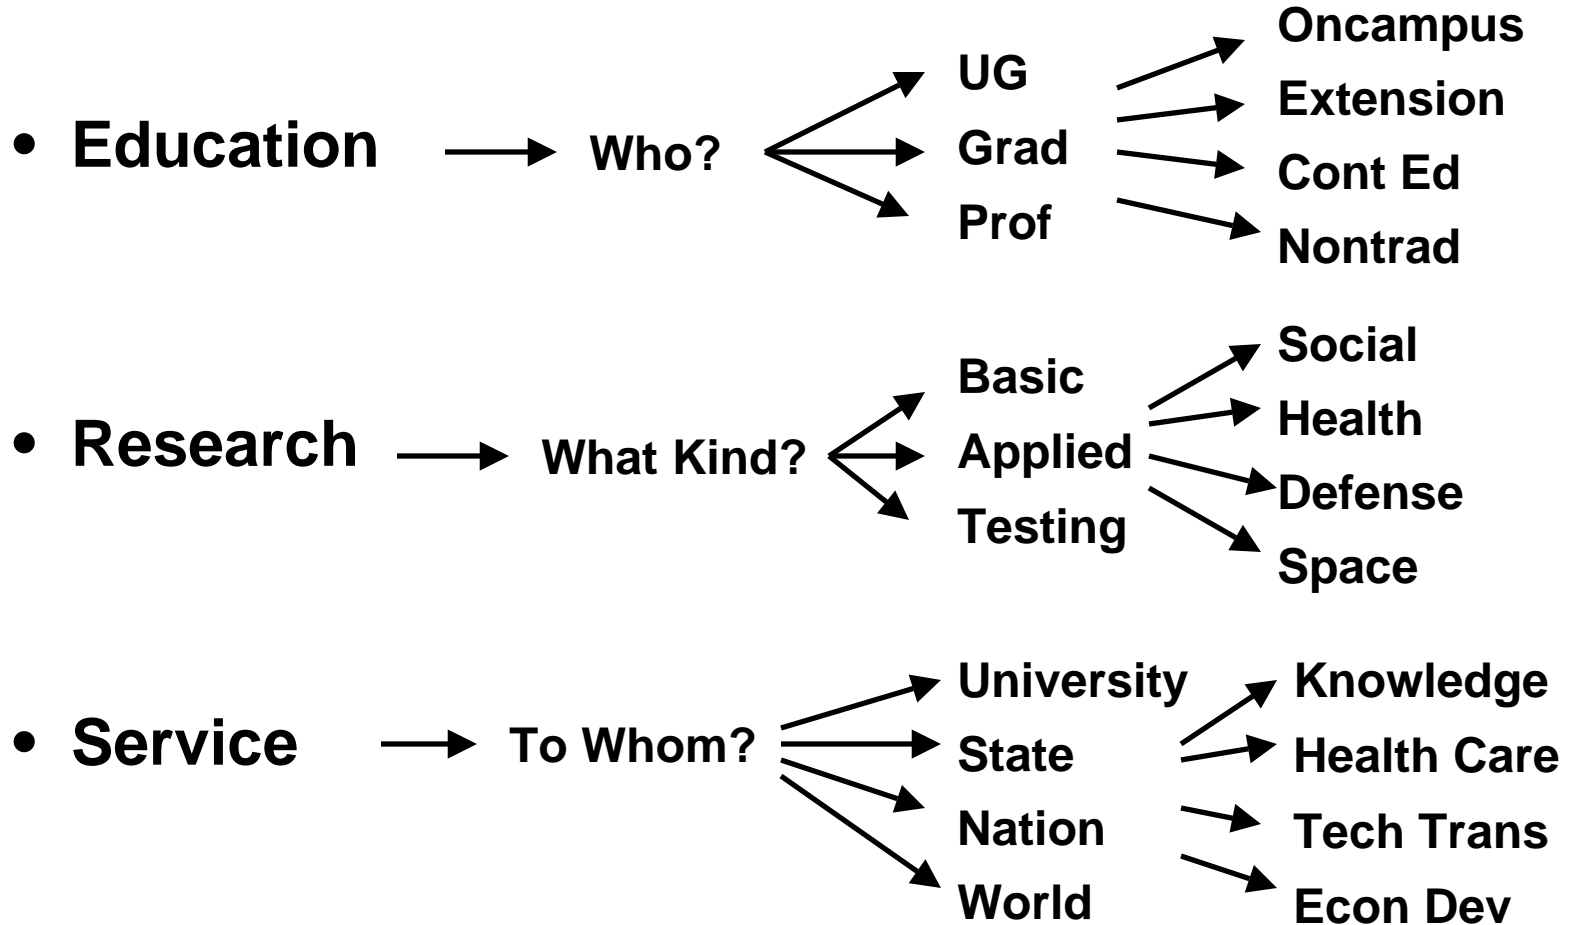 • Education
Who?
UG
Grad
Prof
Oncampus
Extension
Cont Ed
Nontrad
• Research
What Kind?
Basic
Applied
Testing
Social
Health
Defense
Space
• Service
To Whom?
University
State
Nation
World
Knowledge
Health Care
Tech Trans
Econ Dev